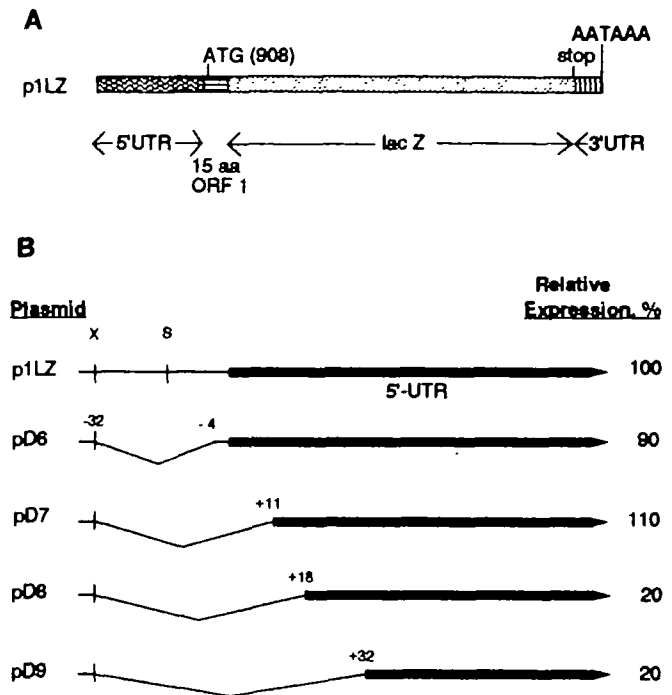 A
AATAAA
ATG (908)
stop
p1LZ
5'UTR
lac Z
3'UTR
15 aa
ORF 1
B
Relative
Plasmid
Expression, %
X
S
p1LZ
100
5'-UTR
-32
- 4
pD6
90
+11
pD7
110
+18
pD8
20
+32
pD9
20